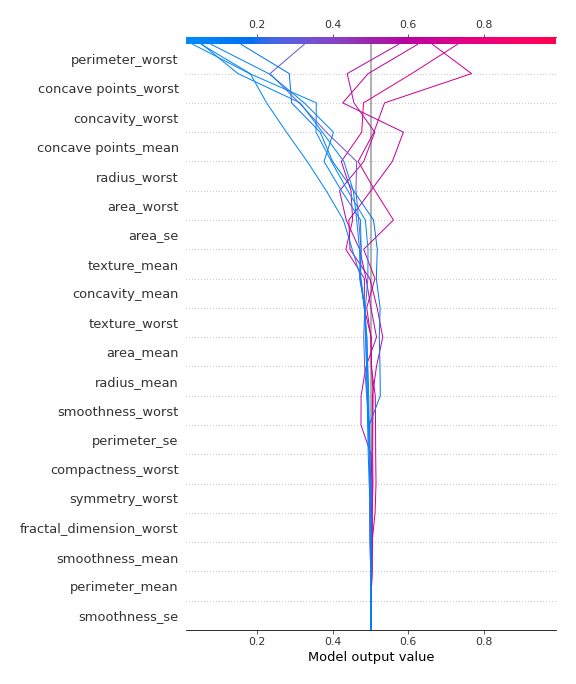 0.2 0.4 0.6 0.8
perimeter_worst
concave points_worst
concavity_worst
concave points_mean
radius_worst
area_worst
area_se
texture_mean
concavity_mean
texture_worst
area_mean
radius_mean
smoothness_worst
perimeter_se
compactness_worst
symmetry_worst
fractal_dimension_worst
smoothness_mean
perimeter_mean
smoothness_se
0.2 0.4 0.6 0.8
Model output value